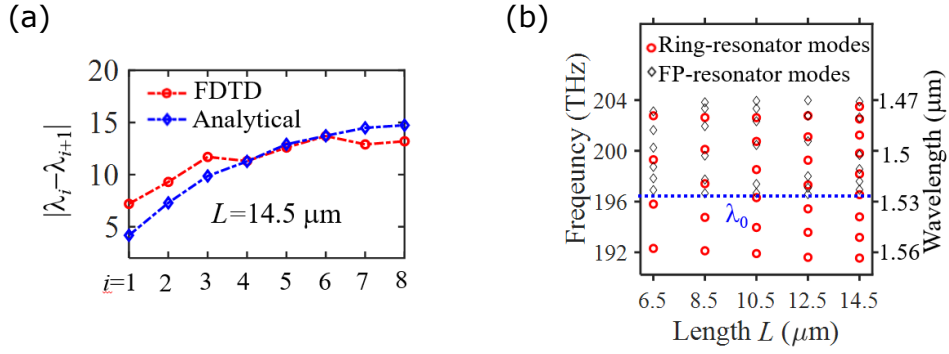 (a)
20
15
10
5
|λᵢ−λᵢ₊₁|
FDTD
Analytical
L=14.5 μm
i=1 2 3 4 5 6 7 8
(b)
Ring-resonator modes
FP-resonator modes
204
200
196
192
Freqeuncy (THz)
1.47
1.5
1.53
1.56
Wavelength (μm)
λ₀
6.5 8.5 10.5 12.5 14.5
Length L (μm)